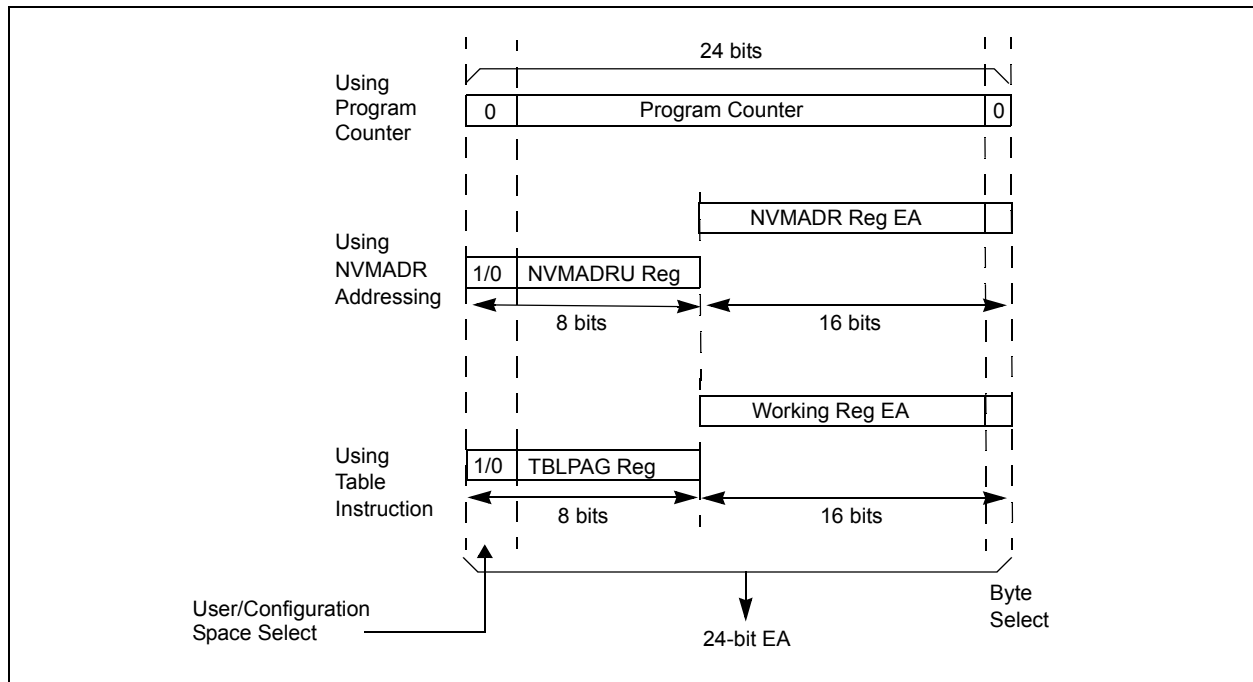 24 bits
Using
Program
Counter
0
Program Counter
0
NVMADR Reg EA
Using
NVMADR
Addressing
1/0
NVMADRU Reg
8 bits
16 bits
Working Reg EA
Using
Table
Instruction
1/0
TBLPAG Reg
8 bits
16 bits
User/Configuration
Space Select
24-bit EA
Byte
Select